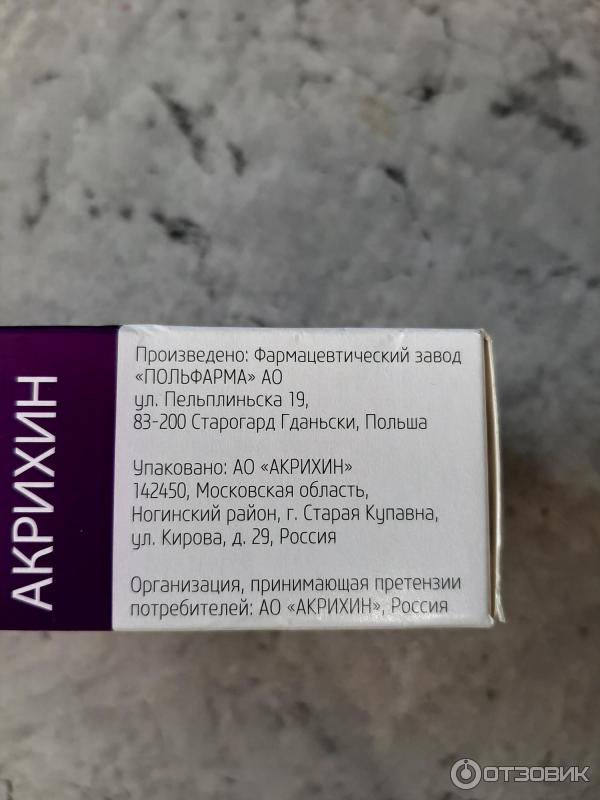 АКРИХИН
Произведено: Фармацевтический завод
«ПОЛЬФАРМА» АО
ул. Пельплиньска 19,
83-200 Старогард Гданьски, Польша
Упаковано: АО «АКРИХИН»
142450, Московская область,
Ногинский район, г. Старая Купавна,
ул. Кирова, д. 29, Россия
Организация, принимающая претензии
потребителей: АО «АКРИХИН», Россия
ОТЗОВИК